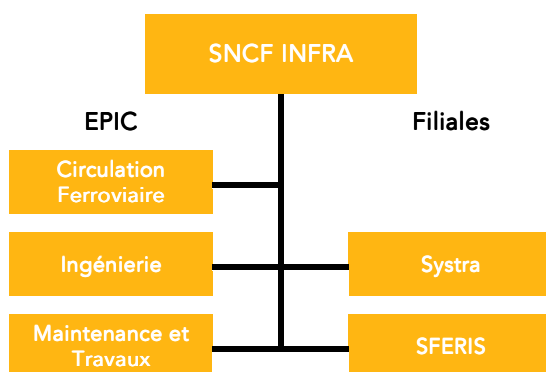 SNCF INFRA
EPIC
Filiales
Circulation
Ferroviaire
Ingénierie
Systra
Maintenance et
Travaux
SFERIS